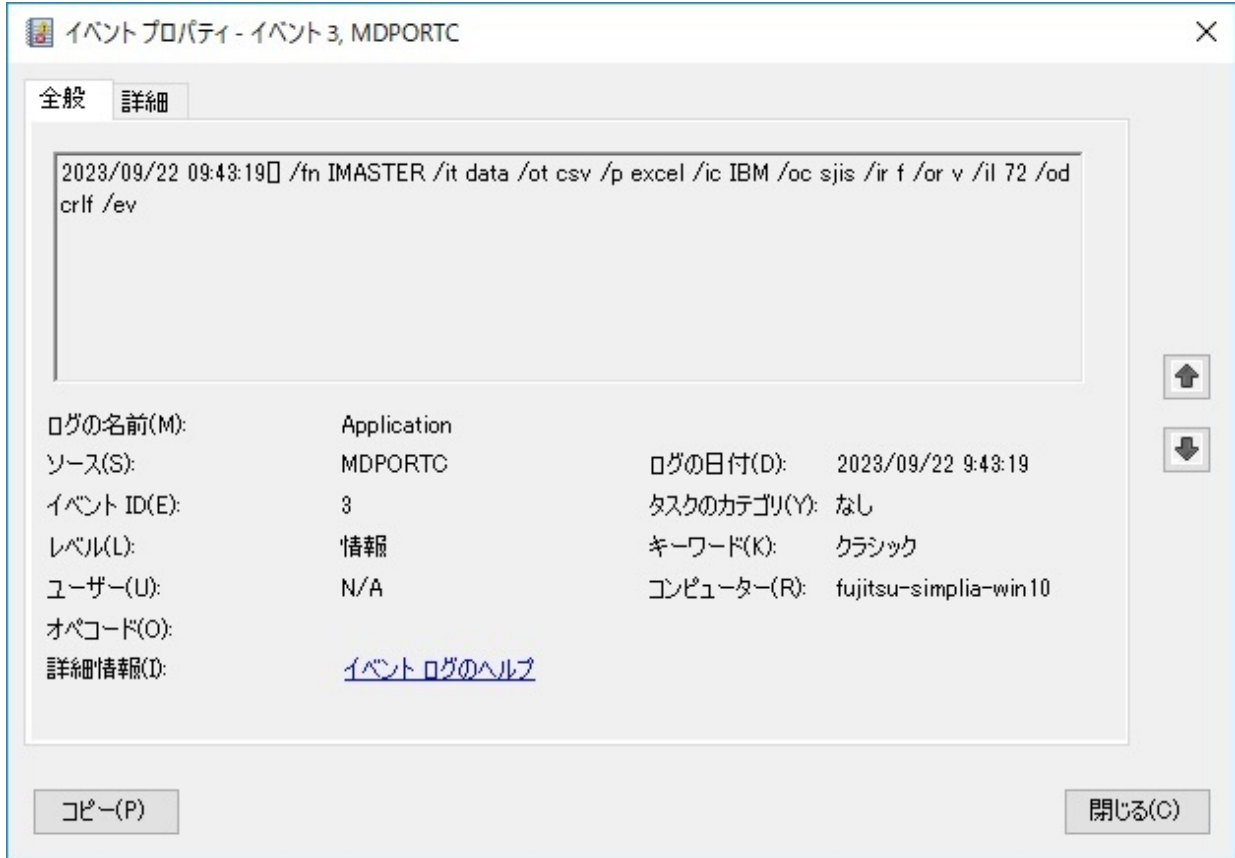 イベント プロパティ - イベント 3, MDPORTC
全般
詳細
2023/09/22 09:43:19▯ /fn IMASTER /it data /ot csv /p excel /ic IBM /oc sjis /ir f /or v /il 72 /od
crlf /ev
ログの名前(M): Application
ソース(S): MDPORTC ログの日付(D): 2023/09/22 9:43:19
イベント ID(E): 3 タスクのカテゴリ(Y): なし
レベル(L): 情報 キーワード(K): クラシック
ユーザー(U): N/A コンピューター(R): fujitsu-simplia-win10
オペコード(O):
詳細情報(I): イベント ログのヘルプ
コピー(P) 閉じる(C)